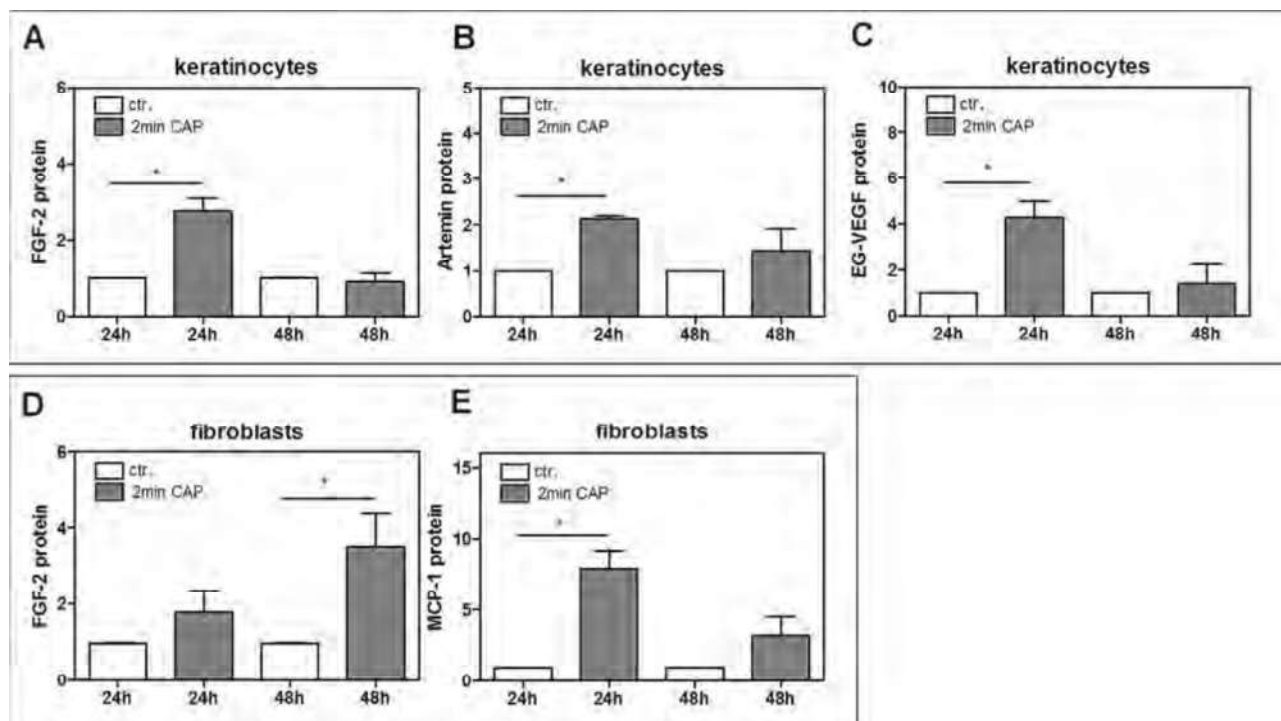 A
keratinocytes
FGF-2 protein
6
4
2
0
ctr.
2min CAP
*
24h 24h 48h 48h
B
keratinocytes
Artemin protein
5
4
3
2
1
0
ctr.
2min CAP
*
24h 24h 48h 48h
C
keratinocytes
EG-VEGF protein
10
8
6
4
2
0
ctr.
2min CAP
*
24h 24h 48h 48h
D
fibroblasts
FGF-2 protein
6
4
2
0
ctr.
2min CAP
*
24h 24h 48h 48h
E
fibroblasts
MCP-1 protein
15
10
5
0
ctr.
2min CAP
*
24h 24h 48h 48h